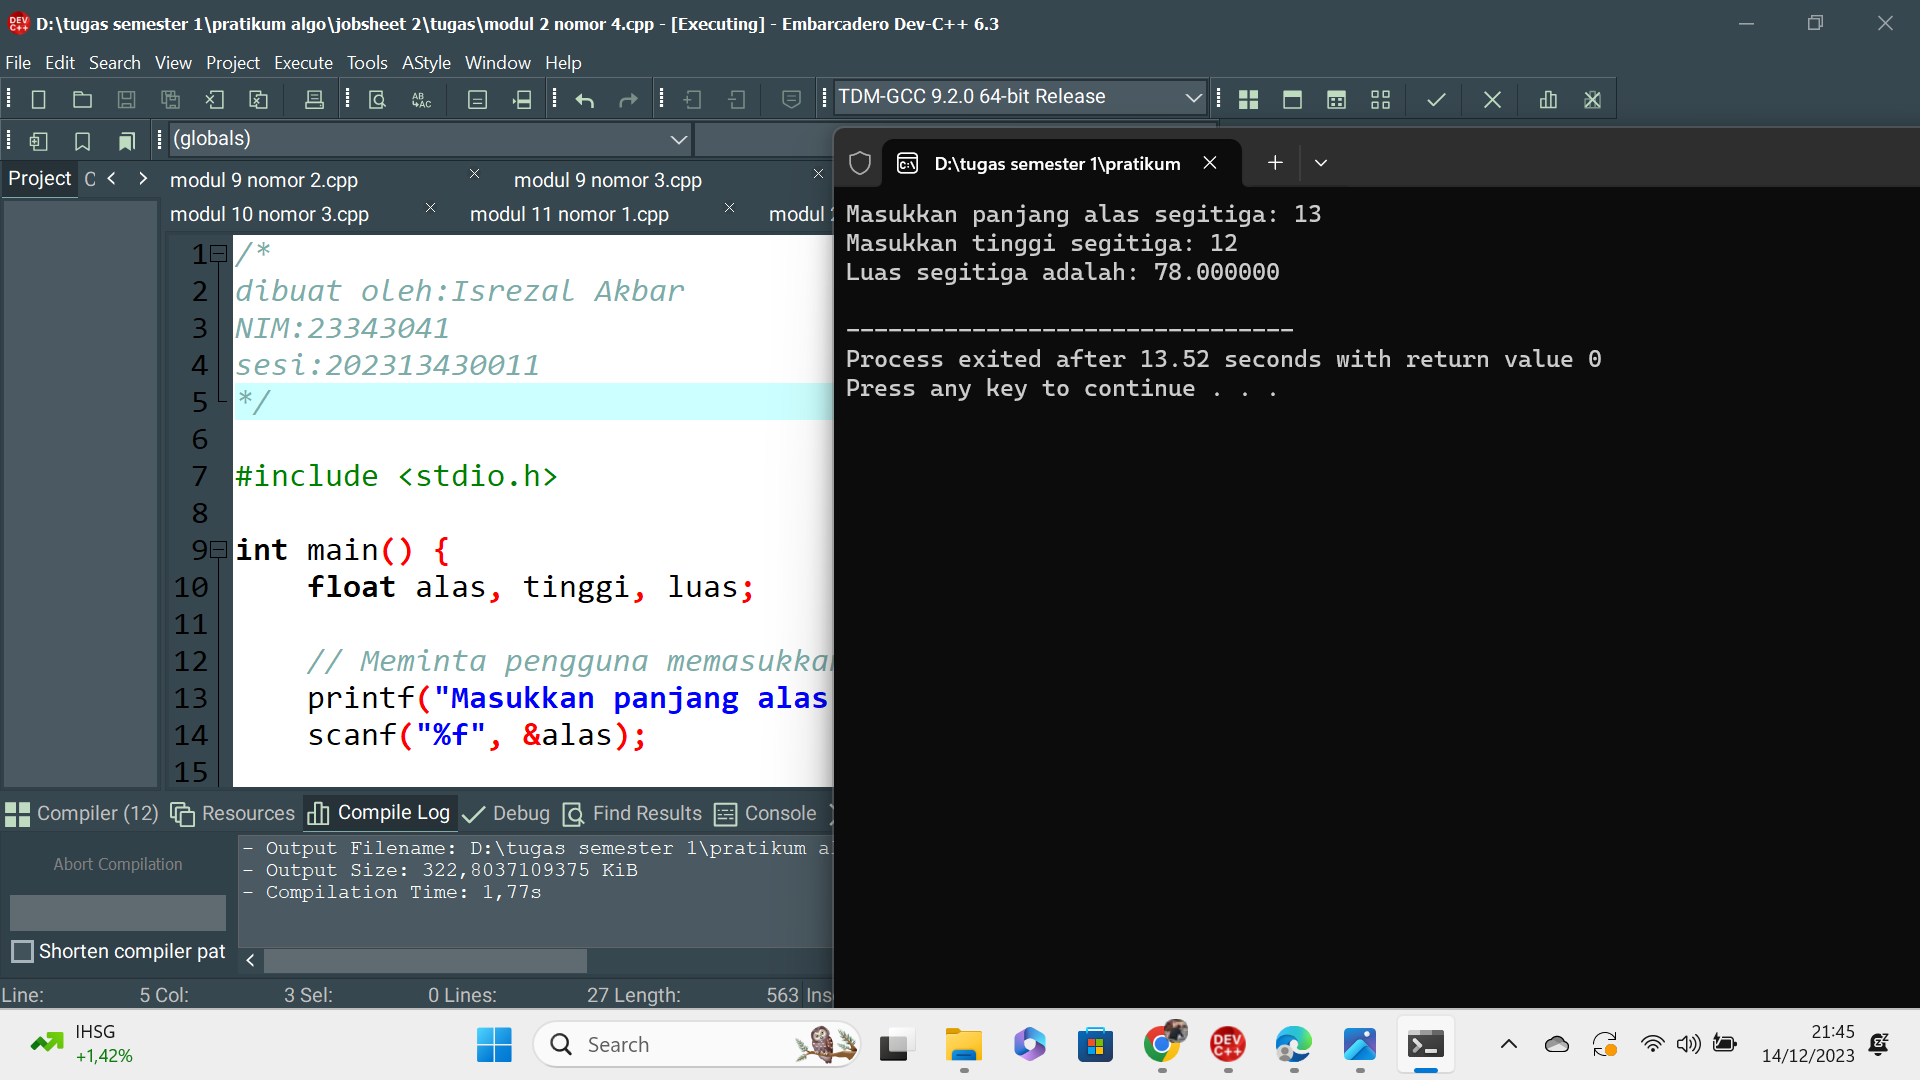 D:\tugas semester 1\pratikum algo\jobsheet 2\tugas\modul 2 nomor 4.cpp - [Executing] - Embarcadero Dev-C++ 6.3
File Edit Search View Project Execute Tools AStyle Window Help
TDM-GCC 9.2.0 64-bit Release
(globals)
Project
modul 9 nomor 2.cpp
modul 9 nomor 3.cpp
modul 10 nomor 3.cpp
modul 11 nomor 1.cpp
modul
1 /*
2 dibuat oleh:Isrezal Akbar
3 NIM:23343041
4 sesi:202313430011
5 */
6
7 #include <stdio.h>
8
9 int main() {
10 float alas, tinggi, luas;
11
12 // Meminta pengguna memasukkan
13 printf("Masukkan panjang alas
14 scanf("%f", &alas);
15
D:\tugas semester 1\pratikum
Masukkan panjang alas segitiga: 13
Masukkan tinggi segitiga: 12
Luas segitiga adalah: 78.000000
--------------------------------
Process exited after 13.52 seconds with return value 0
Press any key to continue . . .
Compiler (12) Resources Compile Log Debug Find Results Console
Abort Compilation
Shorten compiler pat
- Output Filename: D:\tugas semester 1\pratikum al
- Output Size: 322,8037109375 KiB
- Compilation Time: 1,77s
Line: 5 Col: 3 Sel: 0 Lines: 27 Length: 563 Ins
IHSG
+1,42%
Search
DEV C++
21:45
14/12/2023